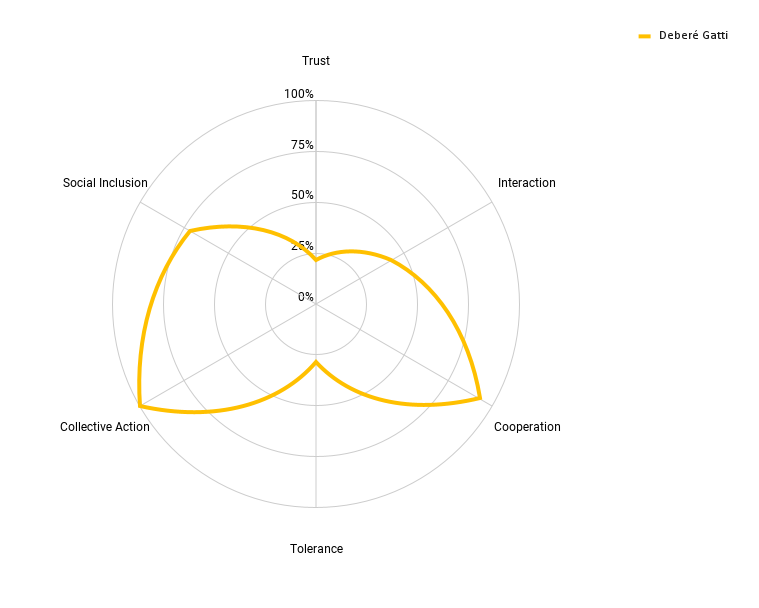 Deberé Gatti
Trust
100%
75%
Social Inclusion
Interaction
50%
25%
0%
Collective Action
Cooperation
Tolerance